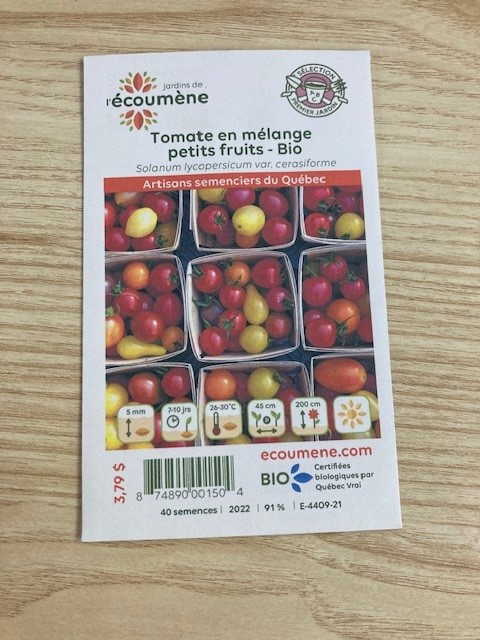 jardins de
l'écoumène
SÉLECTION
ABC
PREMIER JARDIN
Tomate en mélange
petits fruits - Bio
Solanum lycopersicum var. cerasiforme
Artisans semenciers du Québec
5 mm
7-10 jrs
26-30°C
45 cm
200 cm
3,79 $
ecoumene.com
BIO
Certifiées
biologiques par
Québec Vrai
8 74890 00150 4
40 semences | 2022 | 91 % | E-4409-21